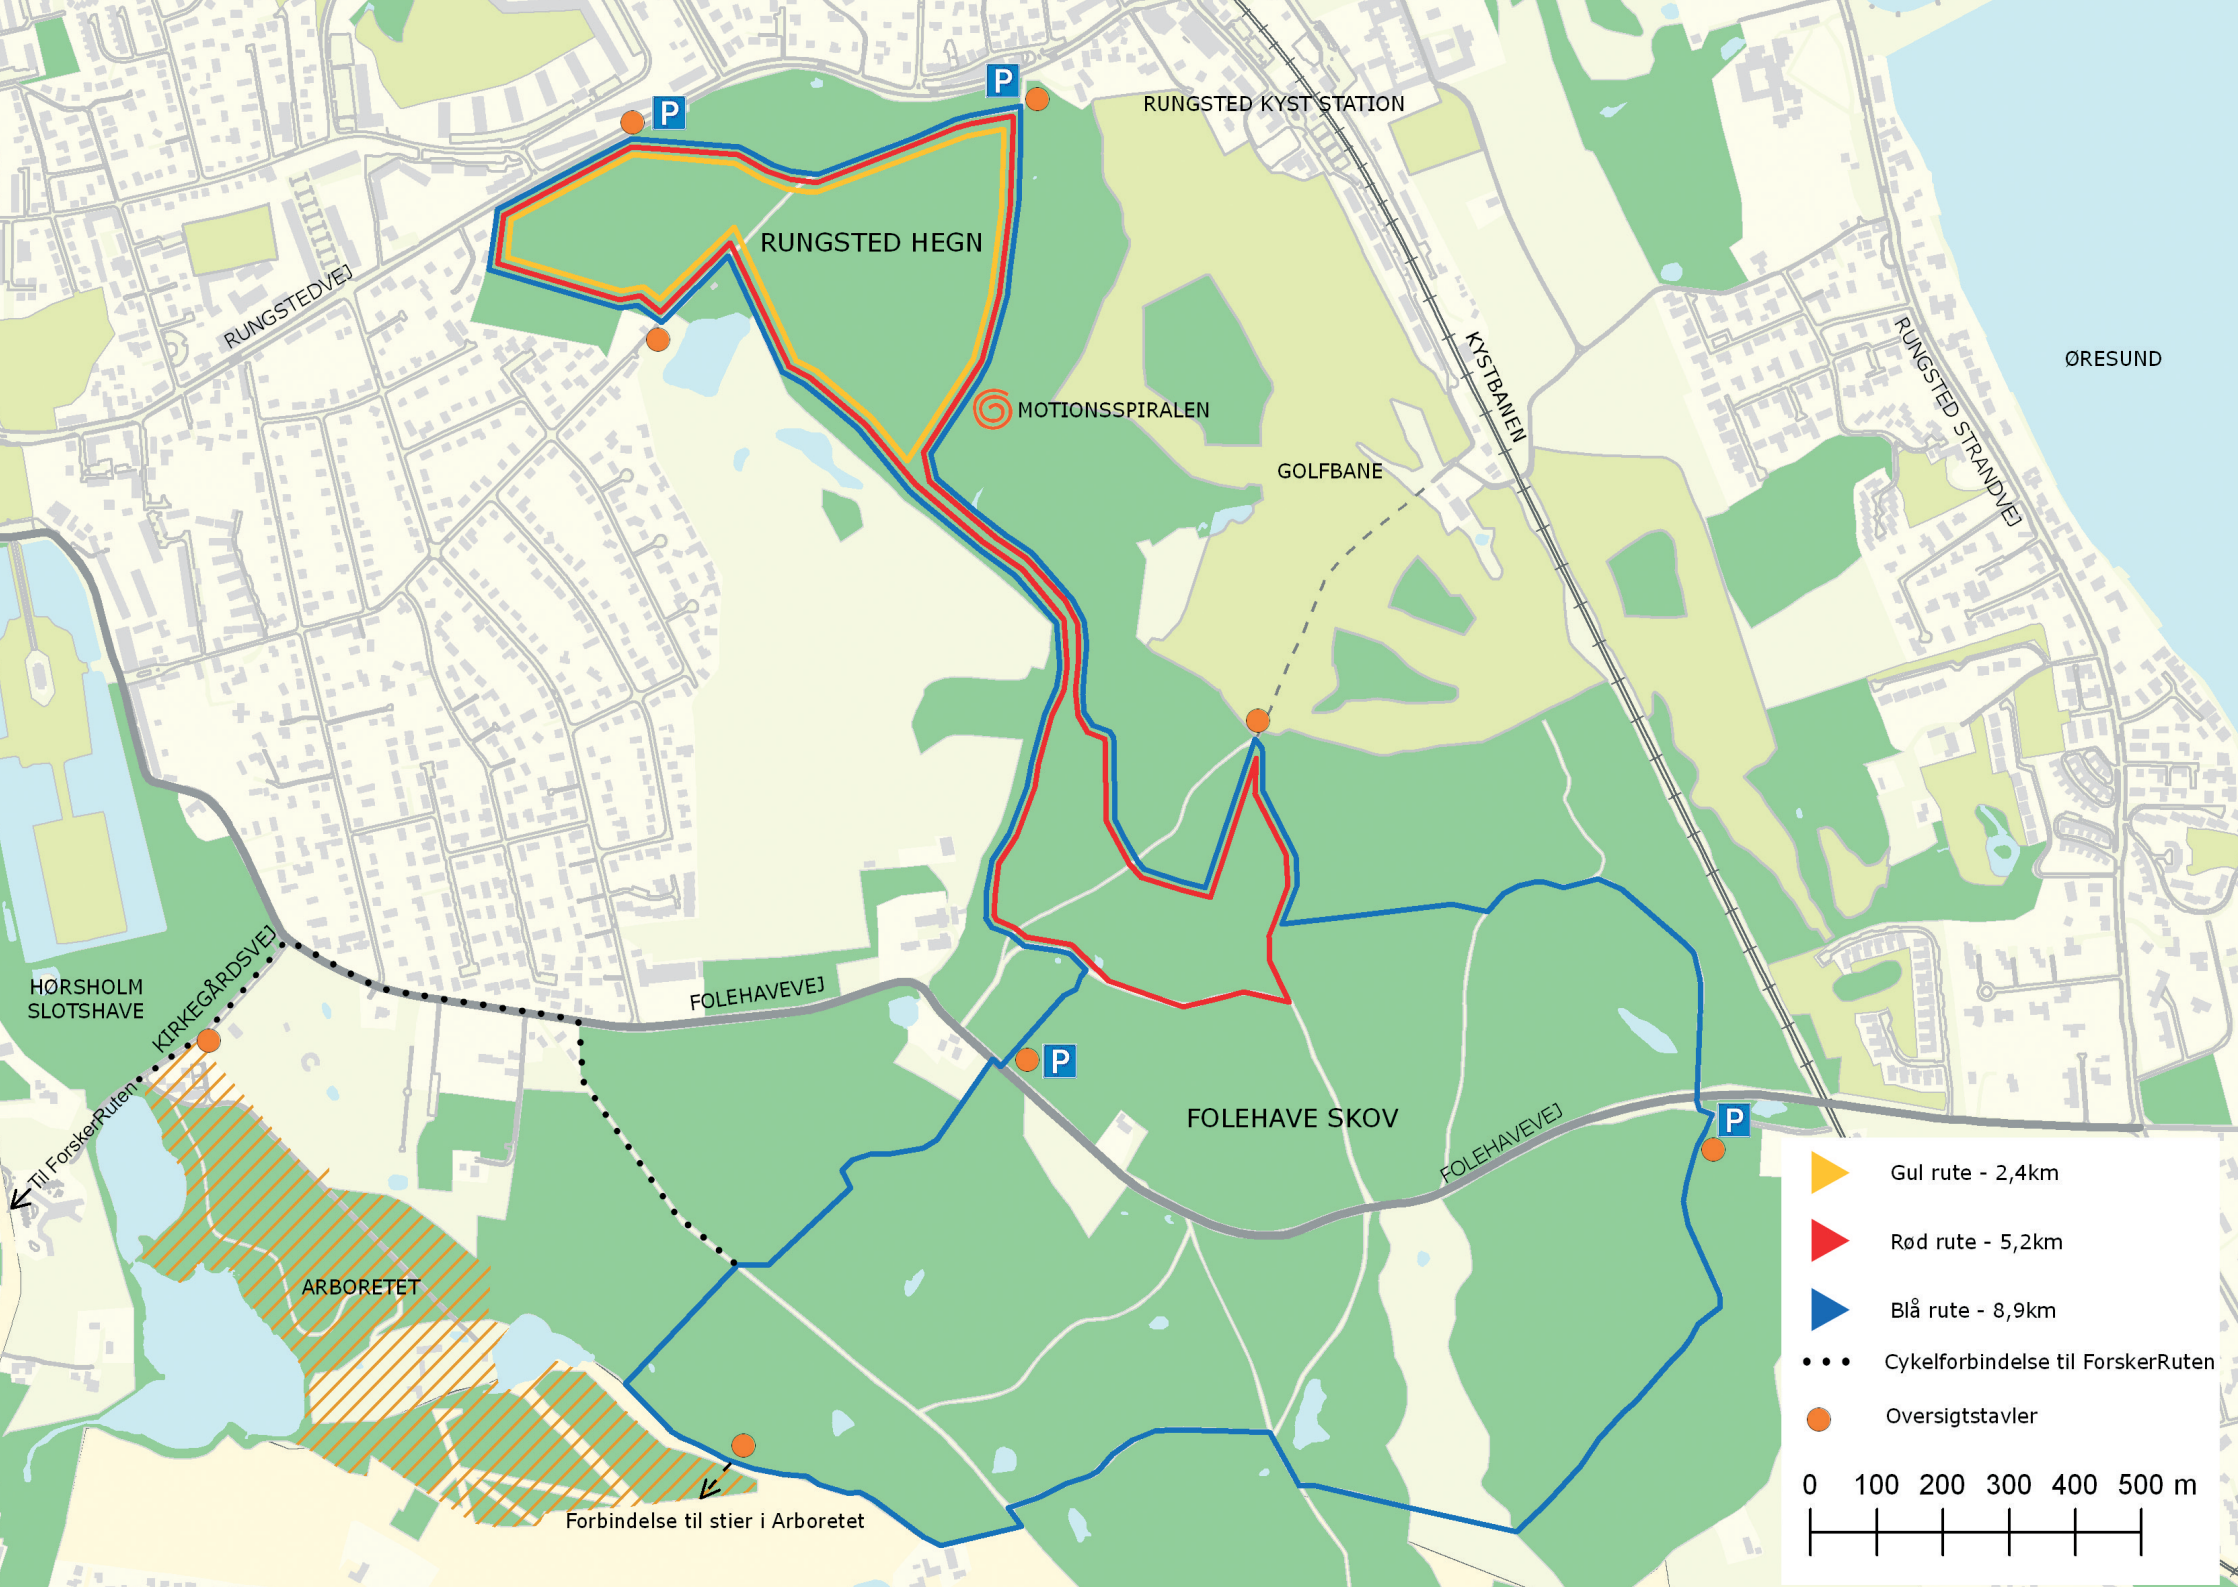 P
P
RUNGSTED KYST STATION
RUNGSTED HEGN
RUNGSTEDVEJ
ØRESUND
RUNGSTED STRANDVEJ
KYSTBANEN
MOTIONSSPIRALEN
GOLFBANE
KIRKEGÅRDSVEJ
HØRSHOLM
SLOTSHAVE
FOLEHAVEVEJ
P
FOLEHAVE SKOV
FOLEHAVEVEJ
P
Til ForskerRuten
ARBORETET
Forbindelse til stier i Arboretet
Gul rute - 2,4km
Rød rute - 5,2km
Blå rute - 8,9km
Cykelforbindelse til ForskerRuten
Oversigtstavler
0 100 200 300 400 500 m